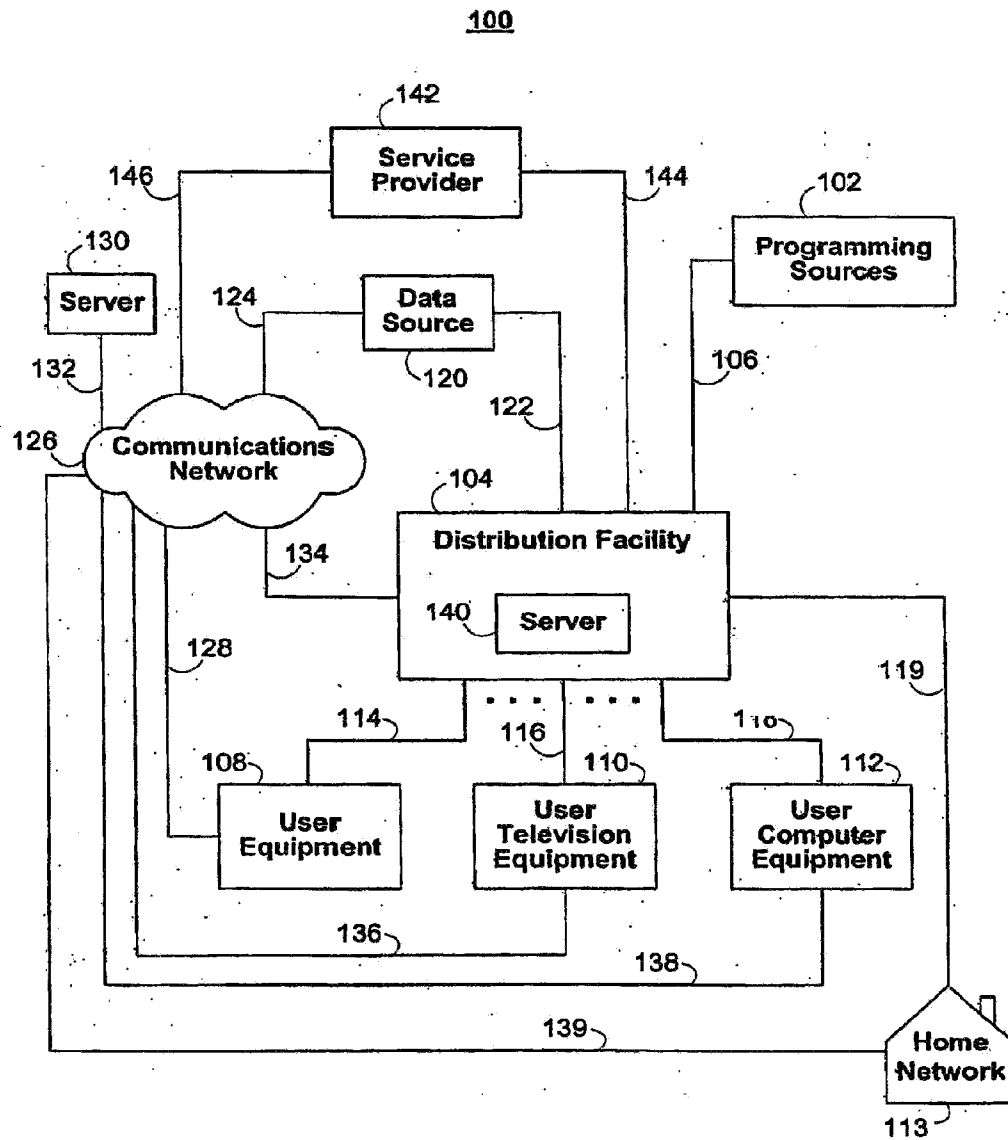 100
142
Service
Provider
146
144
102
Programming
Sources
130
Server
124
Data
Source
120
132
106
122
126
Communications
Network
104
Distribution Facility
134
140
Server
128
119
114
116
108
110
112
User
Equipment
User
Television
Equipment
User
Computer
Equipment
136
138
139
Home
Network
113